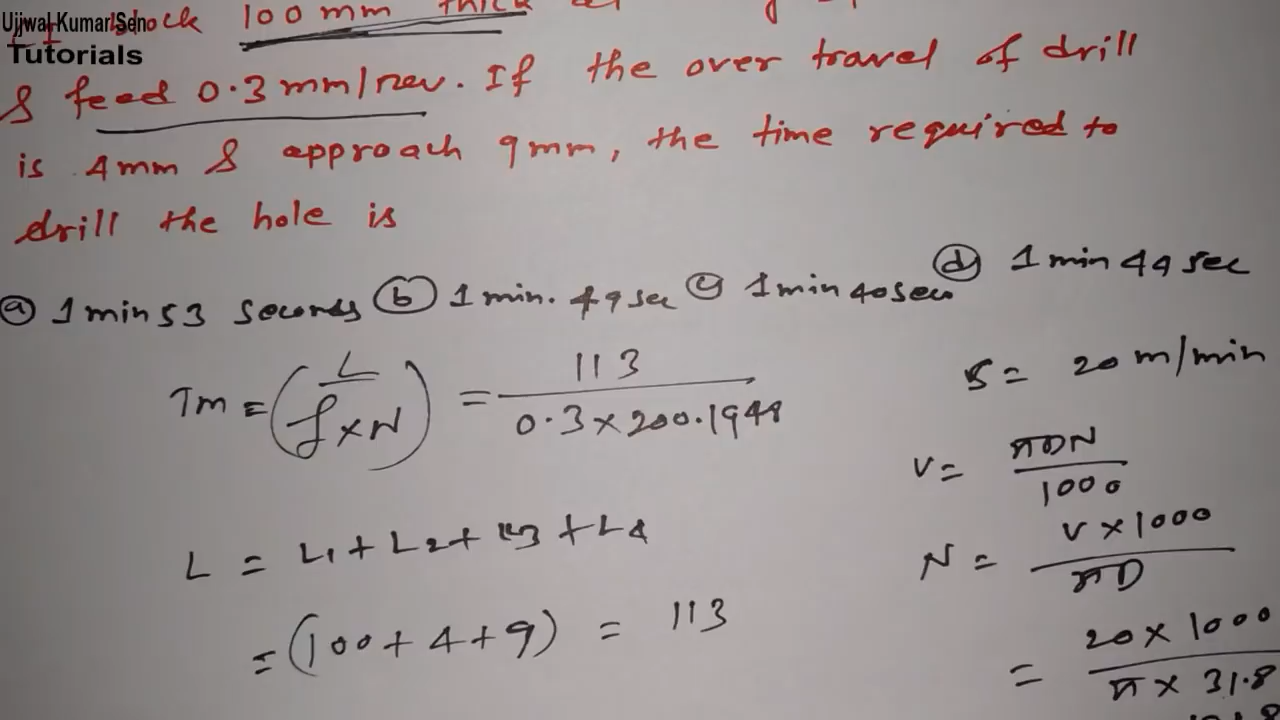 Ujjwal Kumar Seno
Tutorials
block 100 mm thick
& feed 0.3 mm/rev. If the over travel of drill
is 4mm & approach 9mm, the time required to
drill the hole is
(a) 1 min 53 seconds (b) 1 min. 49 sec (c) 1 min 40 sec (d) 1 min 44 sec
Tm = (L / f×N) = 113 / 0.3×200.1948
L = L1 + L2 + L3 + L4
= (100 + 4 + 9) = 113
S = 20 m/min
V = πDN / 1000
N = V×1000 / πD
= 20×1000 / π×31.8